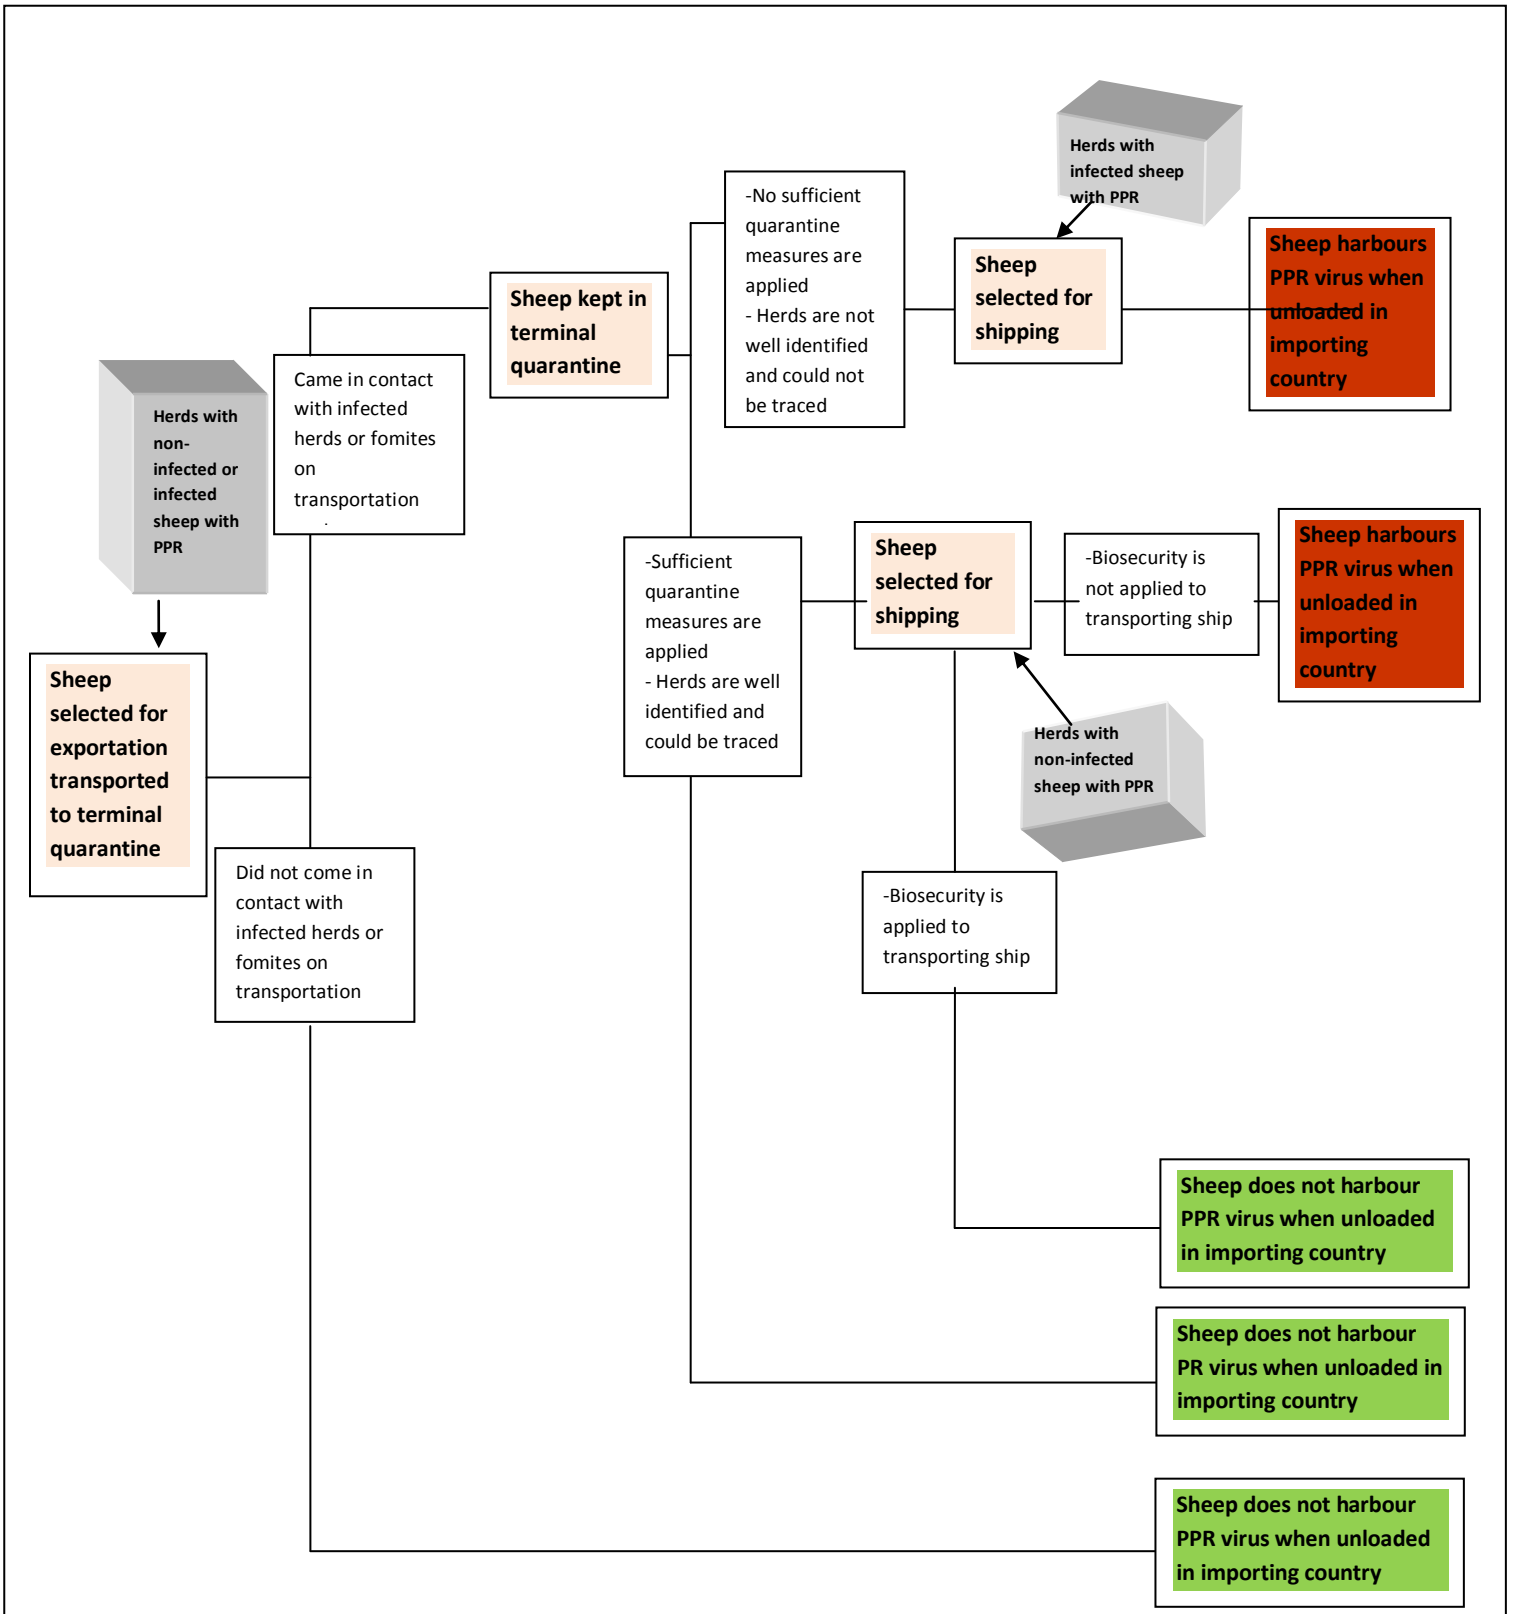 Herds with
infected sheep
with PPR
-No sufficient
quarantine
measures are
applied
- Herds are not
well identified
and could not
be traced
Sheep
selected for
shipping
Sheep harbours
PPR virus when
unloaded in
importing
country
Sheep kept in
terminal
quarantine
Came in contact
with infected
herds or fomites
on
transportation
Herds with
non-
infected or
infected
sheep with
PPR
Sheep
selected for
exportation
transported
to terminal
quarantine
-Sufficient
quarantine
measures are
applied
- Herds are well
identified and
could be traced
Sheep
selected for
shipping
-Biosecurity is
not applied to
transporting ship
Sheep harbours
PPR virus when
unloaded in
importing
country
Herds with
non-infected
sheep with PPR
Did not come in
contact with
infected herds or
fomites on
transportation
-Biosecurity is
applied to
transporting ship
Sheep does not harbour
PPR virus when unloaded
in importing country
Sheep does not harbour
PR virus when unloaded in
importing country
Sheep does not harbour
PPR virus when unloaded
in importing country